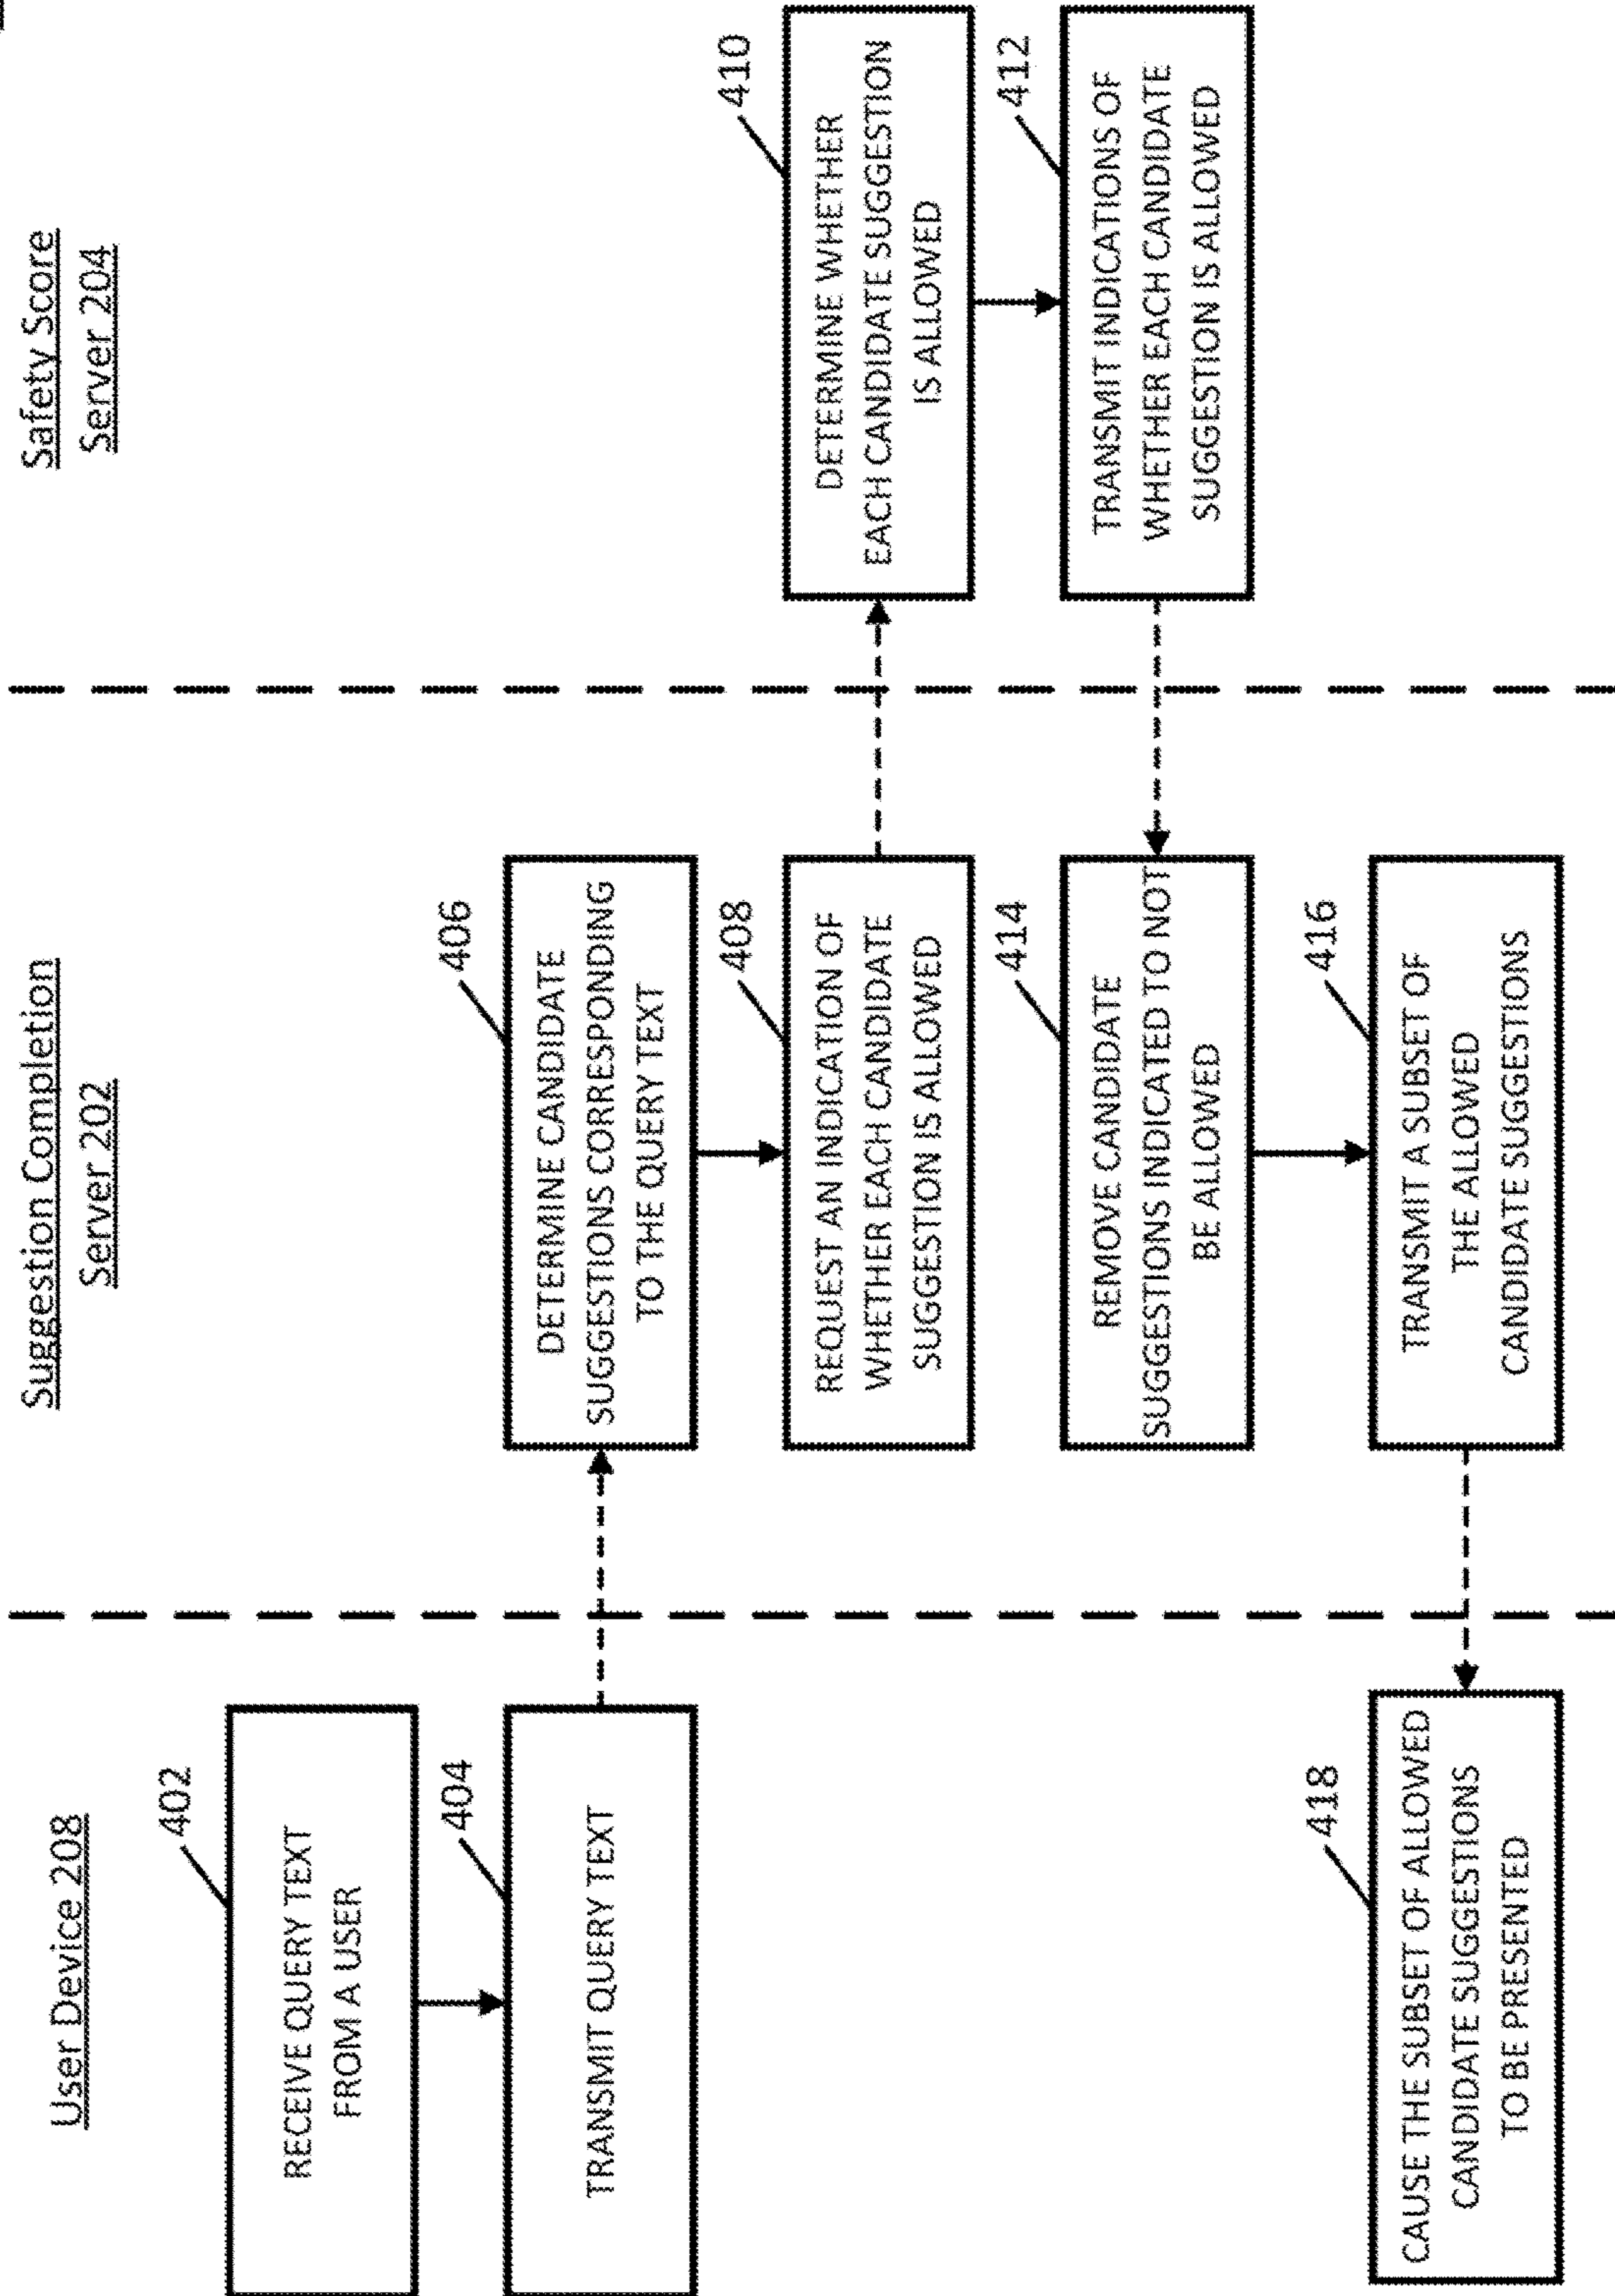 User Device 208
Suggestion Completion
Server 202
Safety Score
Server 204
402
RECEIVE QUERY TEXT
FROM A USER
404
TRANSMIT QUERY TEXT
406
DETERMINE CANDIDATE
SUGGESTIONS CORRESPONDING
TO THE QUERY TEXT
408
REQUEST AN INDICATION OF
WHETHER EACH CANDIDATE
SUGGESTION IS ALLOWED
410
DETERMINE WHETHER
EACH CANDIDATE SUGGESTION
IS ALLOWED
412
TRANSMIT INDICATIONS OF
WHETHER EACH CANDIDATE
SUGGESTION IS ALLOWED
414
REMOVE CANDIDATE
SUGGESTIONS INDICATED TO NOT
BE ALLOWED
416
TRANSMIT A SUBSET OF
THE ALLOWED
CANDIDATE SUGGESTIONS
418
CAUSE THE SUBSET OF ALLOWED
CANDIDATE SUGGESTIONS
TO BE PRESENTED